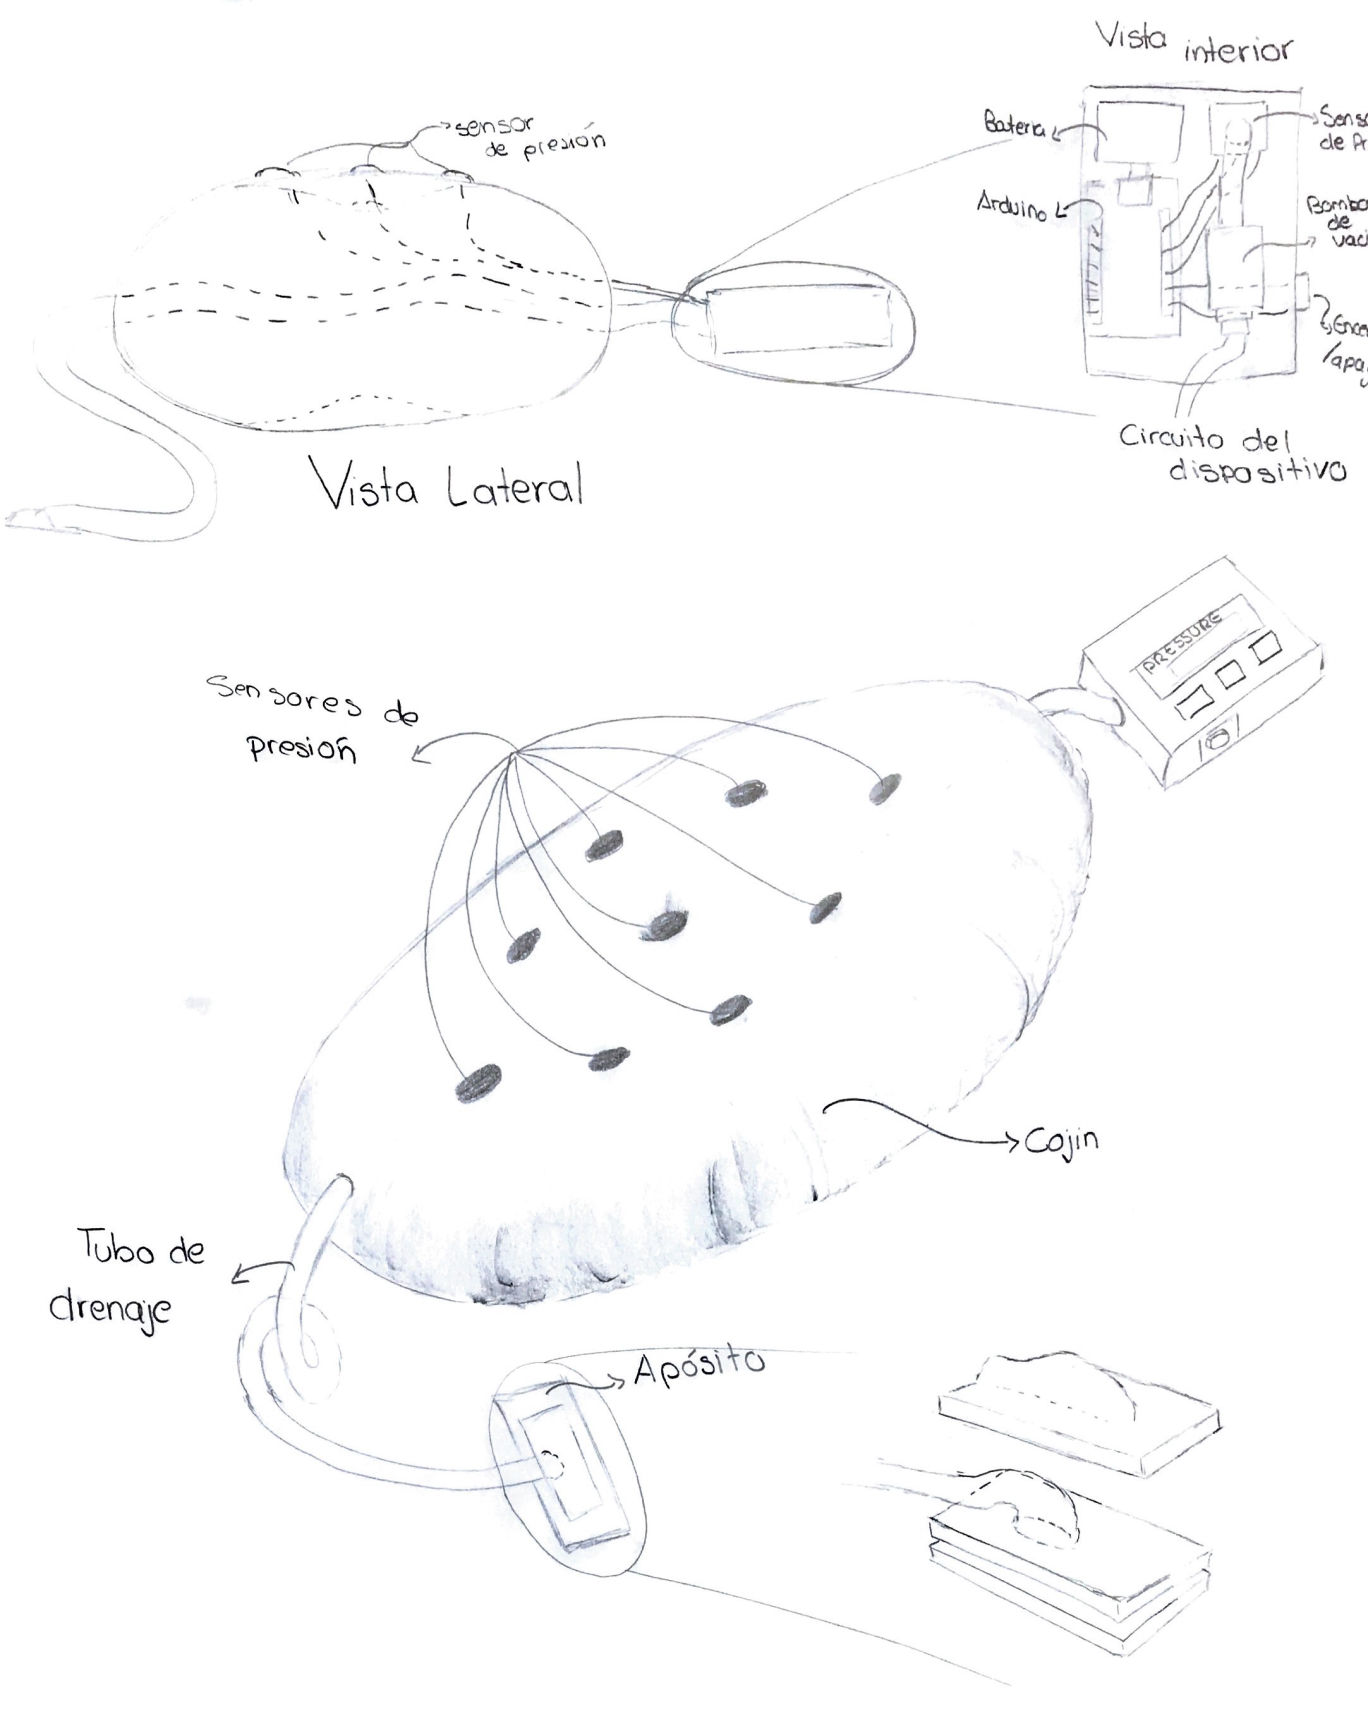 Vista interior
sensor
de presión
Bateria
Arduino
de
Circuito del
dispositivo
Vista Lateral
PRESSURE
Sensores de
presión
Cojin
Tubo de
drenaje
Apósito